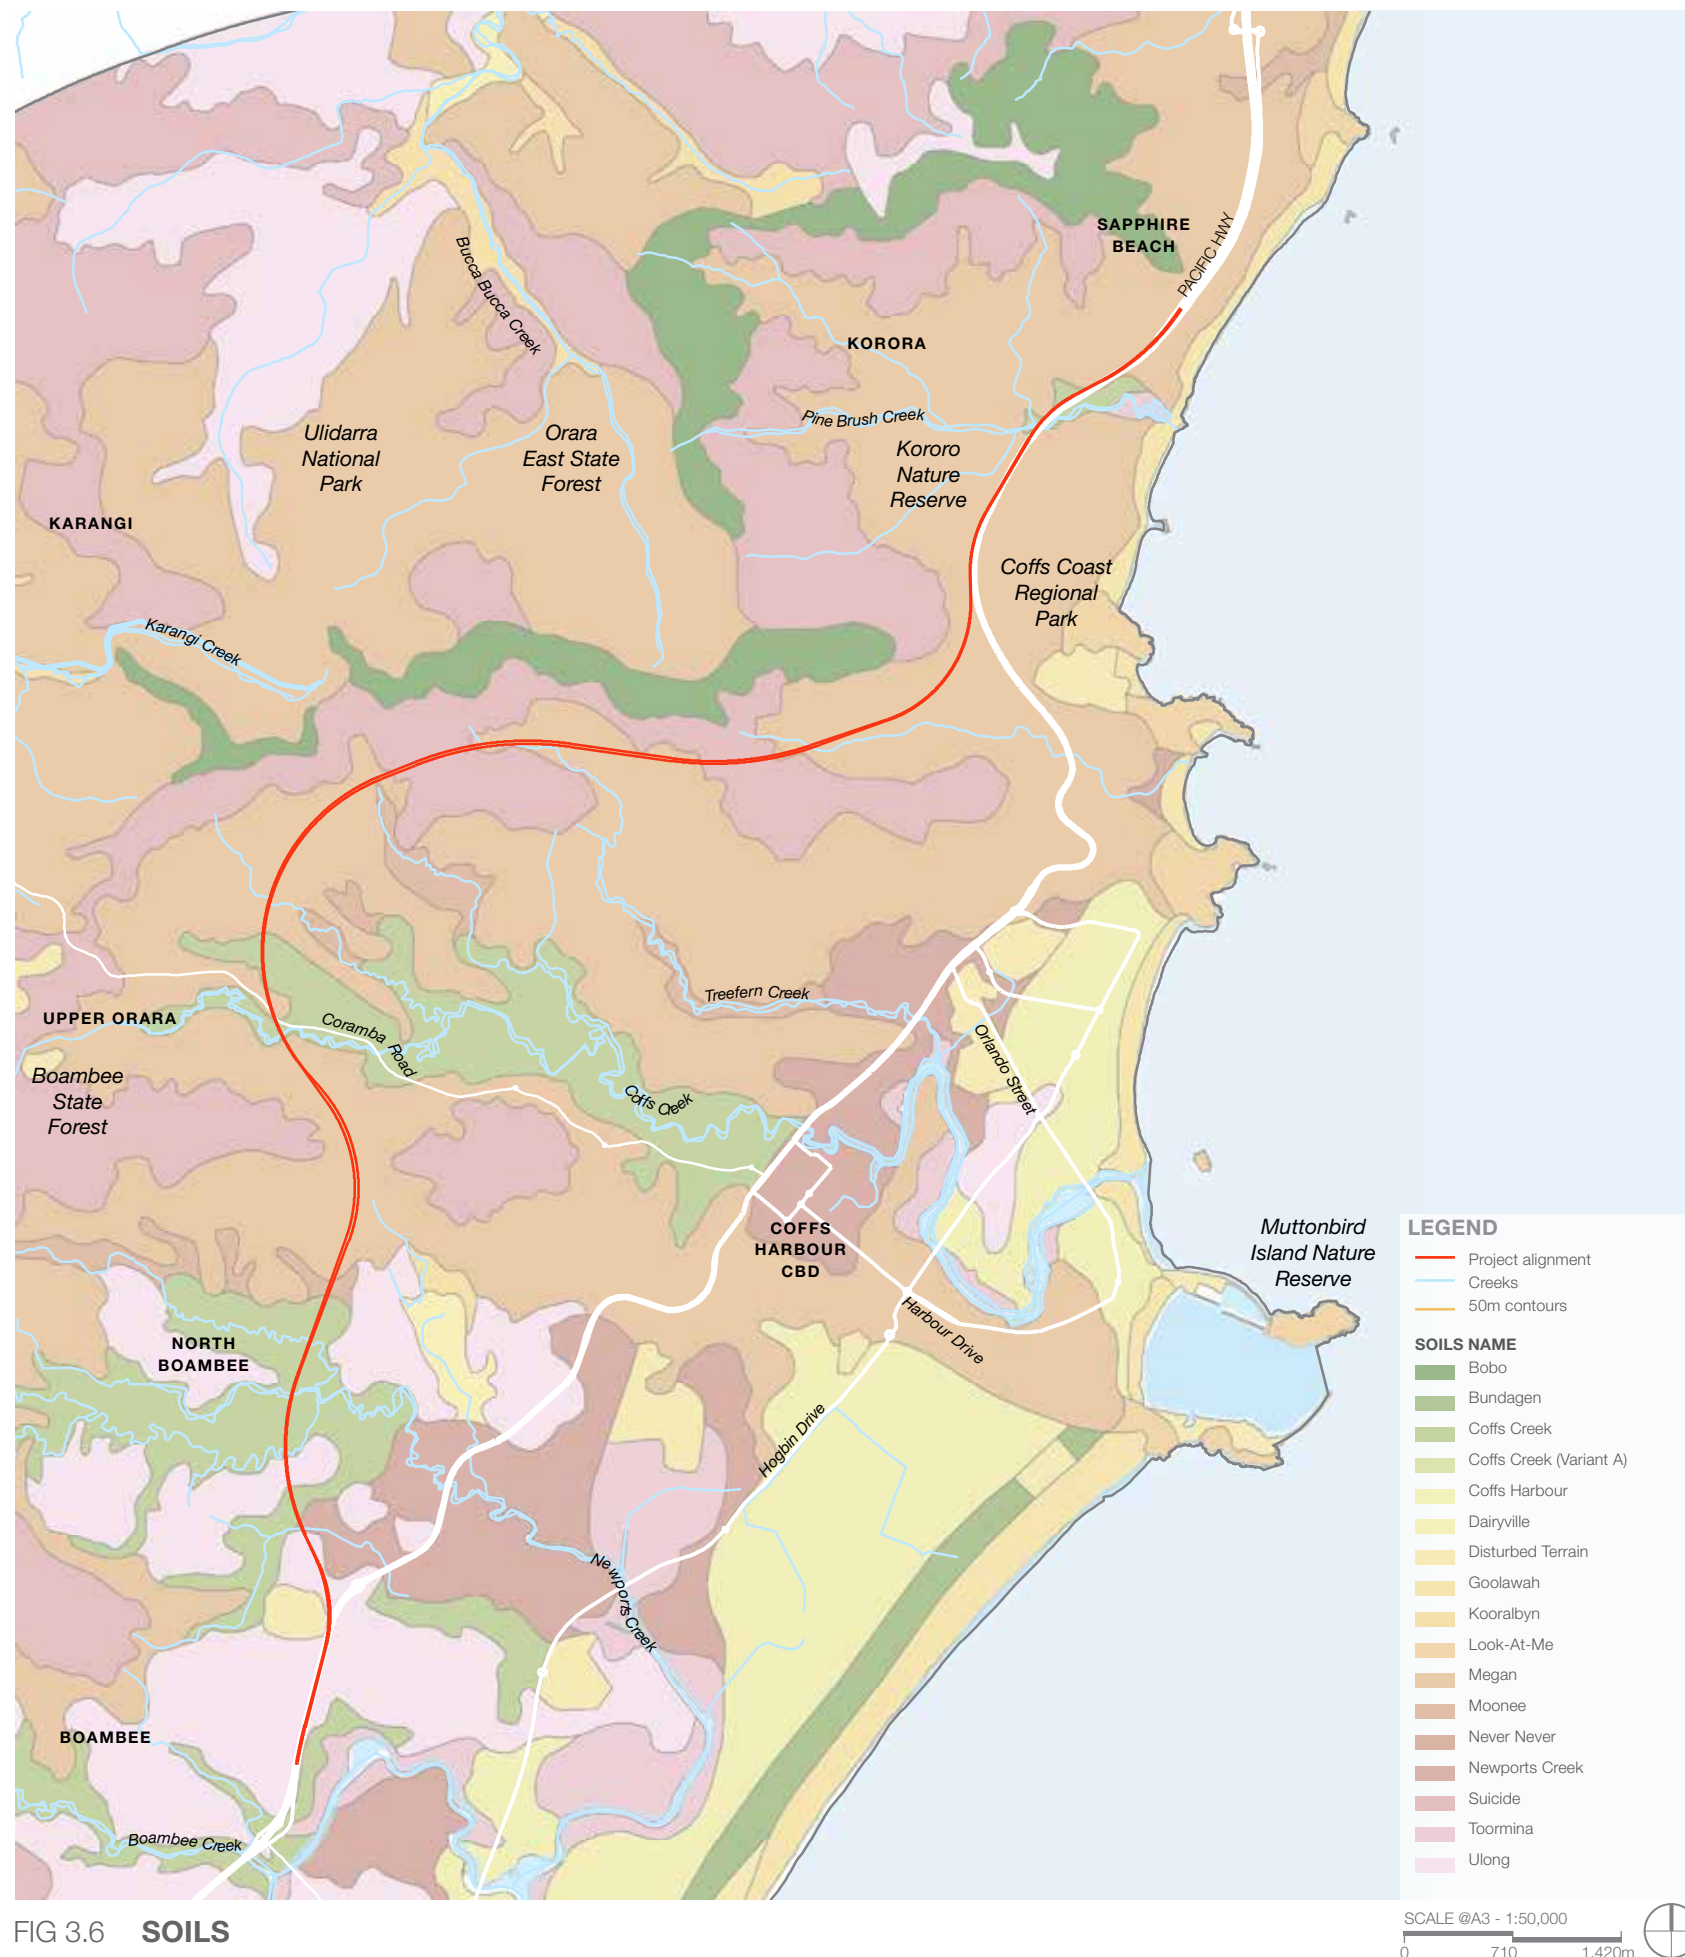 SAPPHIRE
BEACH
PACIFIC HWY
Bucca Bucca Creek
KORORA
Pine Brush Creek
Ulidarra
National
Park
Orara
East State
Forest
Kororo
Nature
Reserve
KARANGI
Coffs Coast
Regional
Park
Karangi Creek
Treefern Creek
UPPER ORARA
Coramba Road
Orlando Street
Boambee
State
Forest
Coffs Creek
COFFS
HARBOUR
CBD
Muttonbird
Island Nature
Reserve
Harbour Drive
NORTH
BOAMBEE
Hogbin Drive
Newports Creek
BOAMBEE
Boambee Creek
LEGEND
Project alignment
Creeks
50m contours
SOILS NAME
Bobo
Bundagen
Coffs Creek
Coffs Creek (Variant A)
Coffs Harbour
Dairyville
Disturbed Terrain
Goolawah
Kooralbyn
Look-At-Me
Megan
Moonee
Never Never
Newports Creek
Suicide
Toormina
Ulong
FIG 3.6 SOILS
SCALE @A3 - 1:50,000
0 710 1,420m